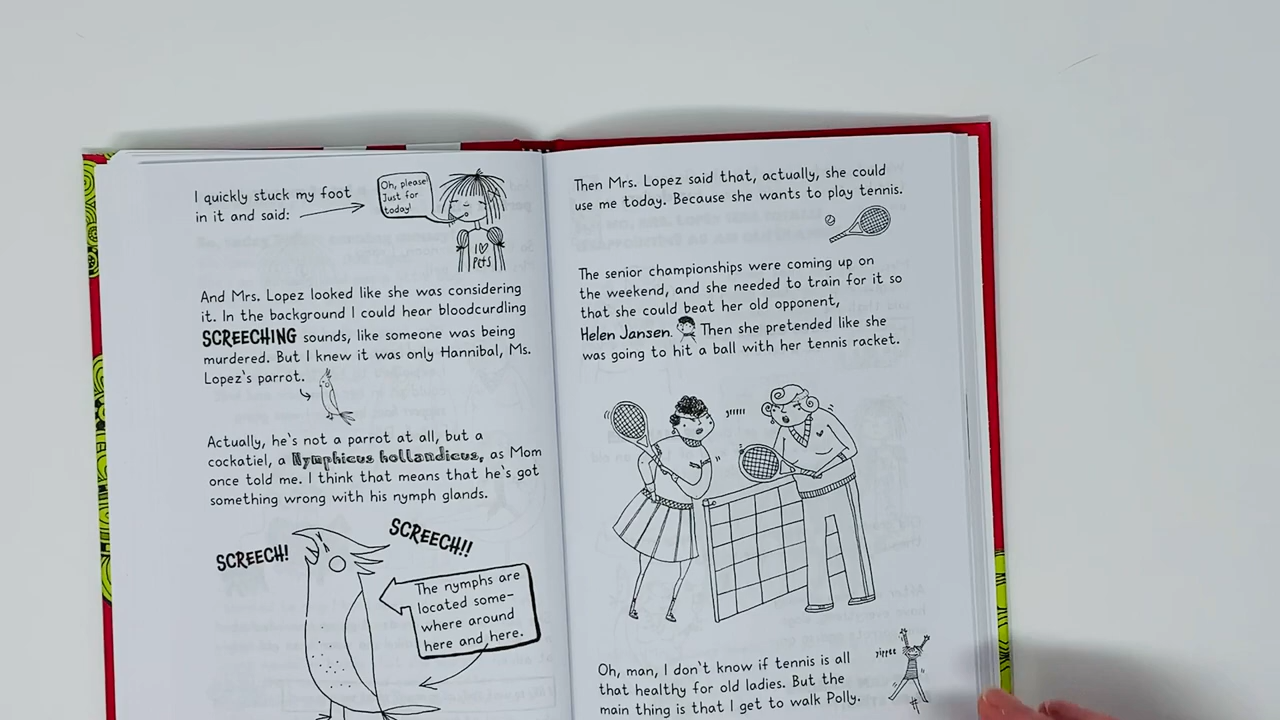 I quickly stuck my foot
in it and said:
Oh, please!
Just for
today!
I ♡
Pets
And Mrs. Lopez looked like she was considering
it. In the background I could hear bloodcurdling
SCREECHING sounds, like someone was being
murdered. But I knew it was only Hannibal, Ms.
Lopez's parrot.
Actually, he's not a parrot at all, but a
cockatiel, a Nymphicus hollandicus, as Mom
once told me. I think that means that he's got
something wrong with his nymph glands.
SCREECH!
SCREECH!!
The nymphs are
located some-
where around
here and here.
Then Mrs. Lopez said that, actually, she could
use me today. Because she wants to play tennis.
The senior championships were coming up on
the weekend, and she needed to train for it so
that she could beat her old opponent,
Helen Jansen. Then she pretended like she
was going to hit a ball with her tennis racket.
Oh, man, I don't know if tennis is all
that healthy for old ladies. But the
main thing is that I get to walk Polly.
yippee